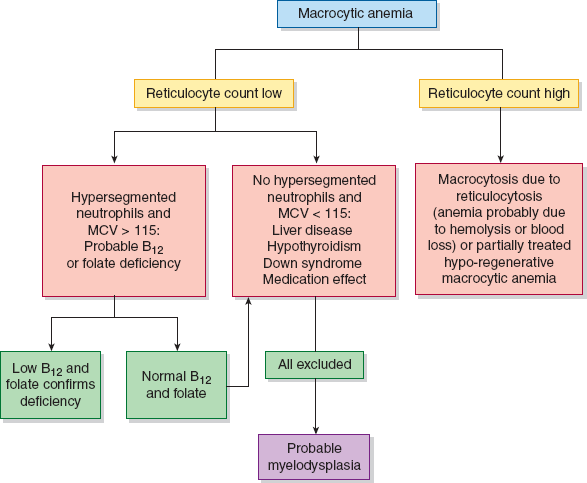 Macrocytic anemia
Reticulocyte count low
Reticulocyte count high
Hypersegmented
neutrophils and
MCV > 115:
Probable B12
or folate deficiency
No hypersegmented
neutrophils and
MCV < 115:
Liver disease
Hypothyroidism
Down syndrome
Medication effect
Macrocytosis due to
reticulocytosis
(anemia probably due
to hemolysis or blood
loss) or partially treated
hypo-regenerative
macrocytic anemia
Low B12 and
folate confirms
deficiency
Normal B12
and folate
All excluded
Probable
myelodysplasia